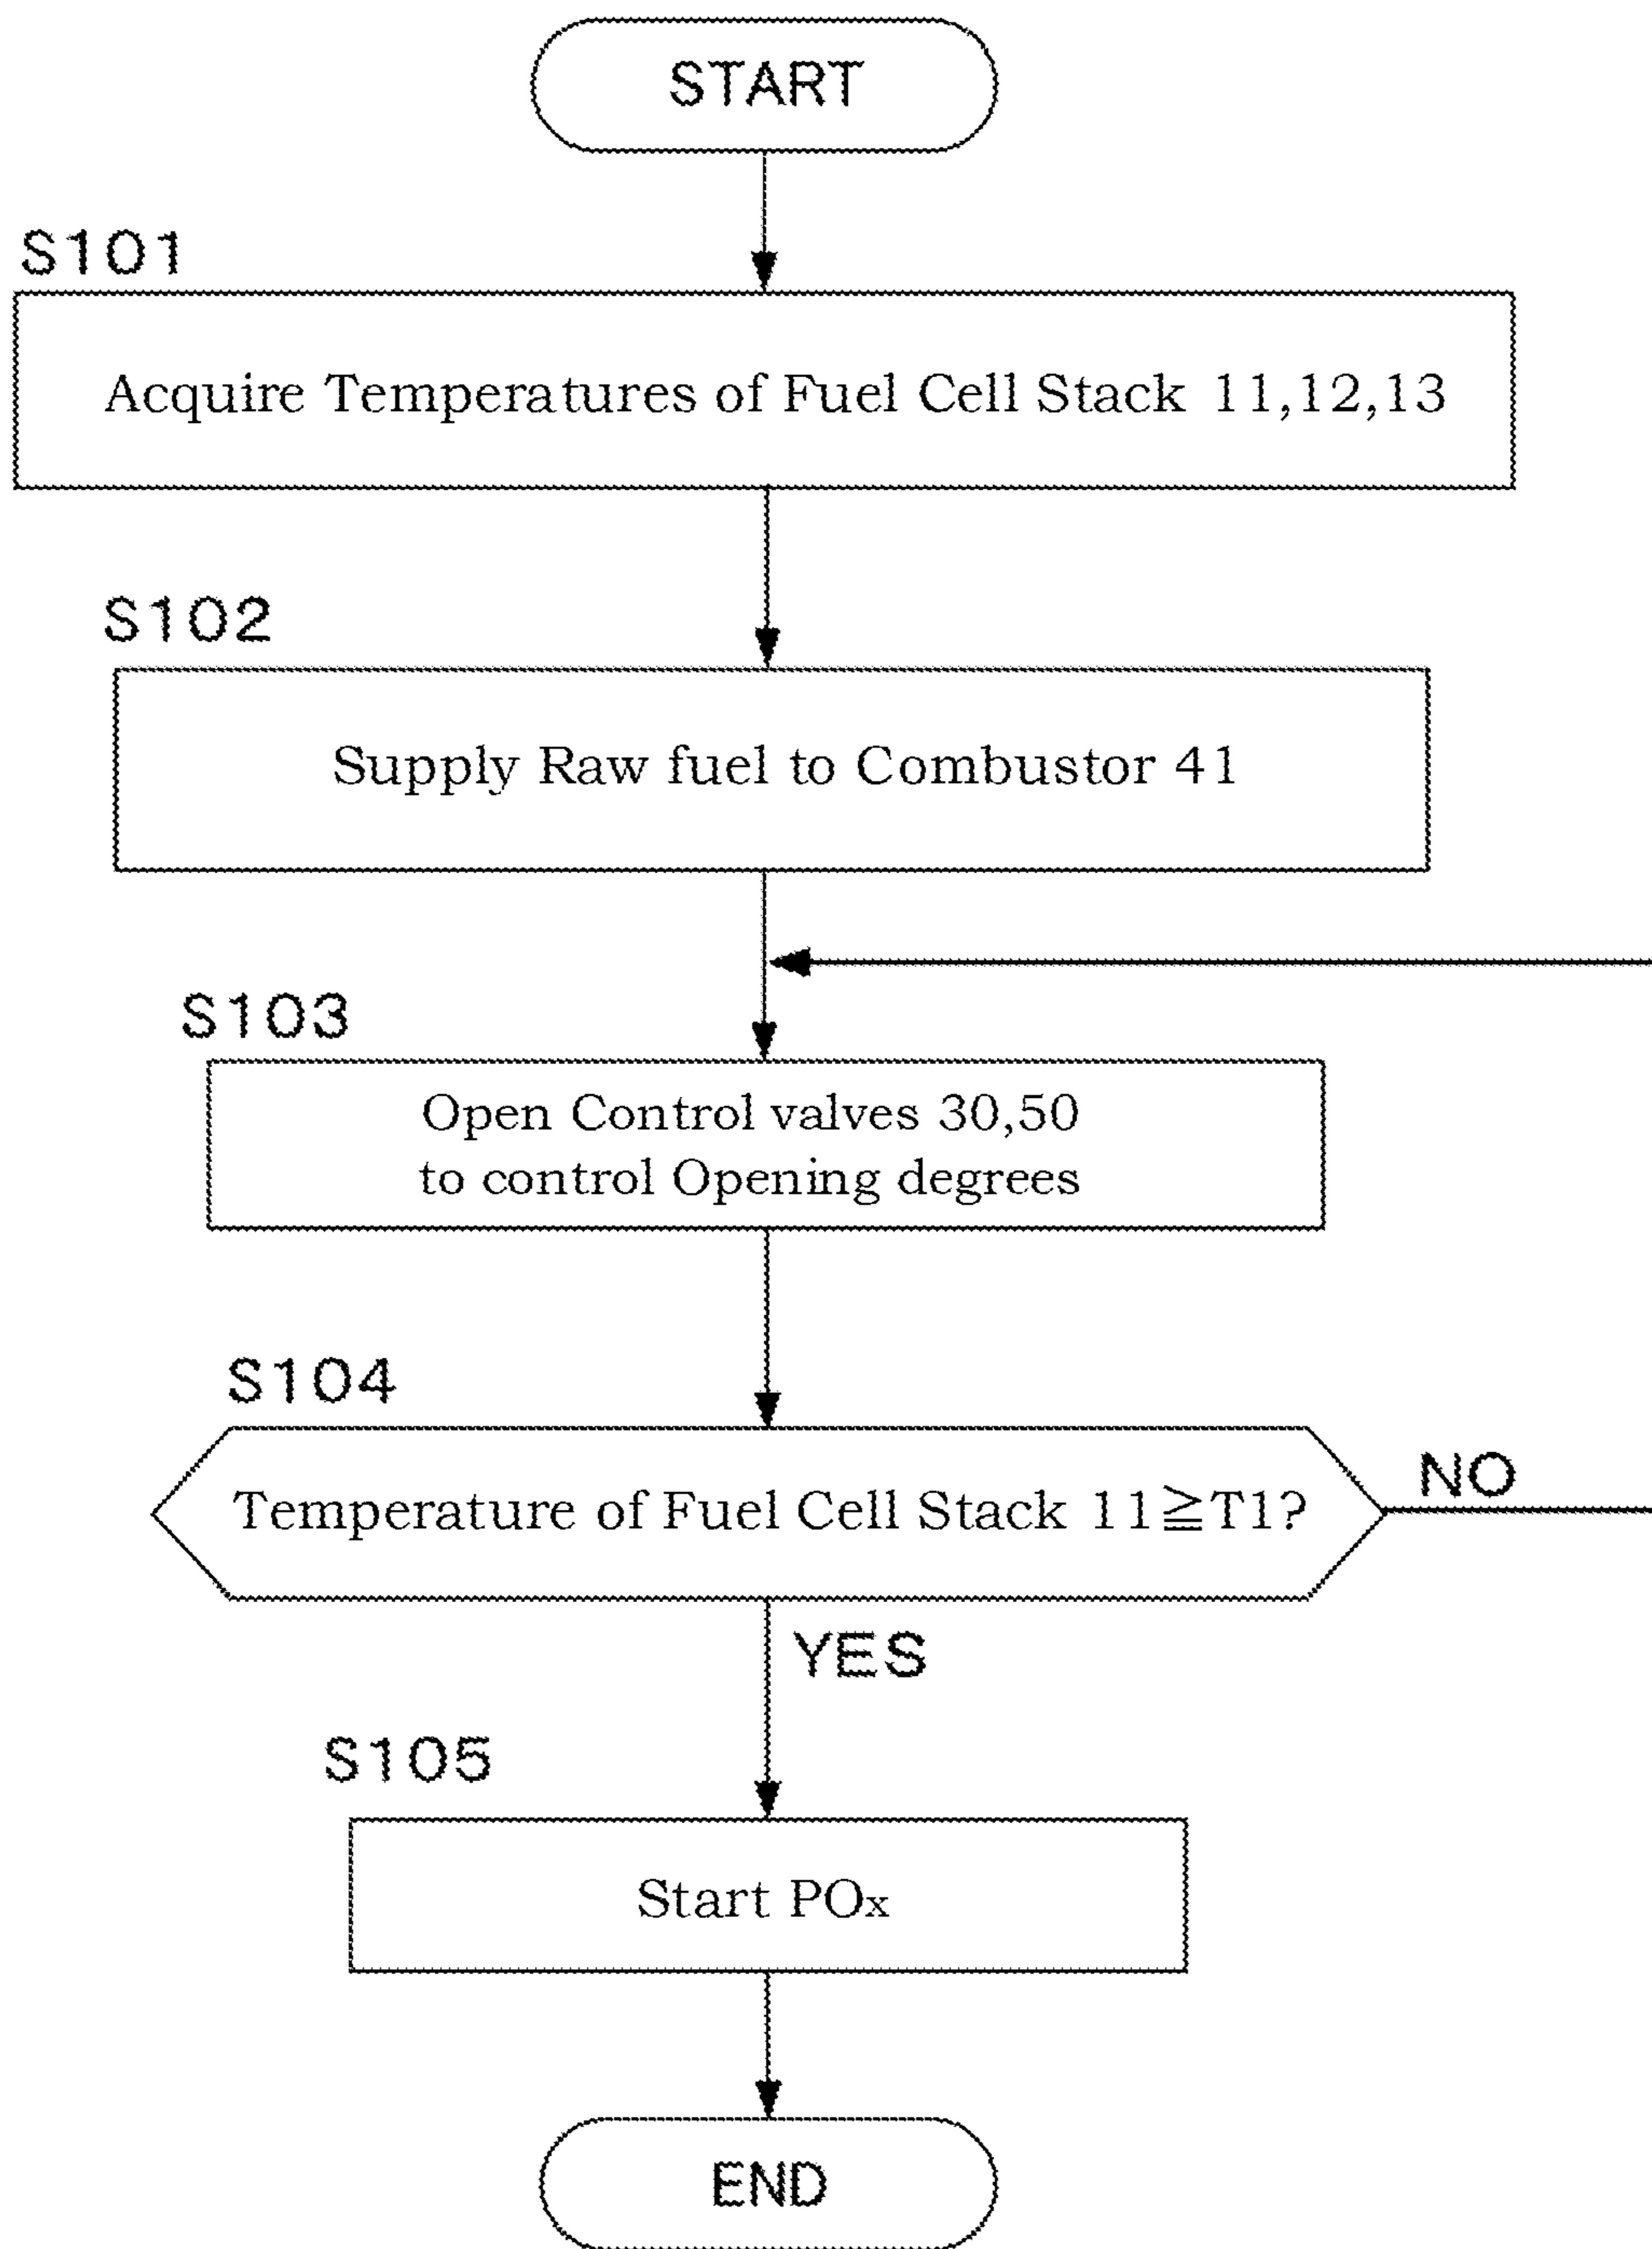 START
S101
Acquire Temperatures of Fuel Cell Stack 11,12,13
S102
Supply Raw fuel to Combustor 41
S103
Open Control valves 30,50
to control Opening degrees
S104
Temperature of Fuel Cell Stack 11≧T1?
NO
YES
S105
Start POx
END